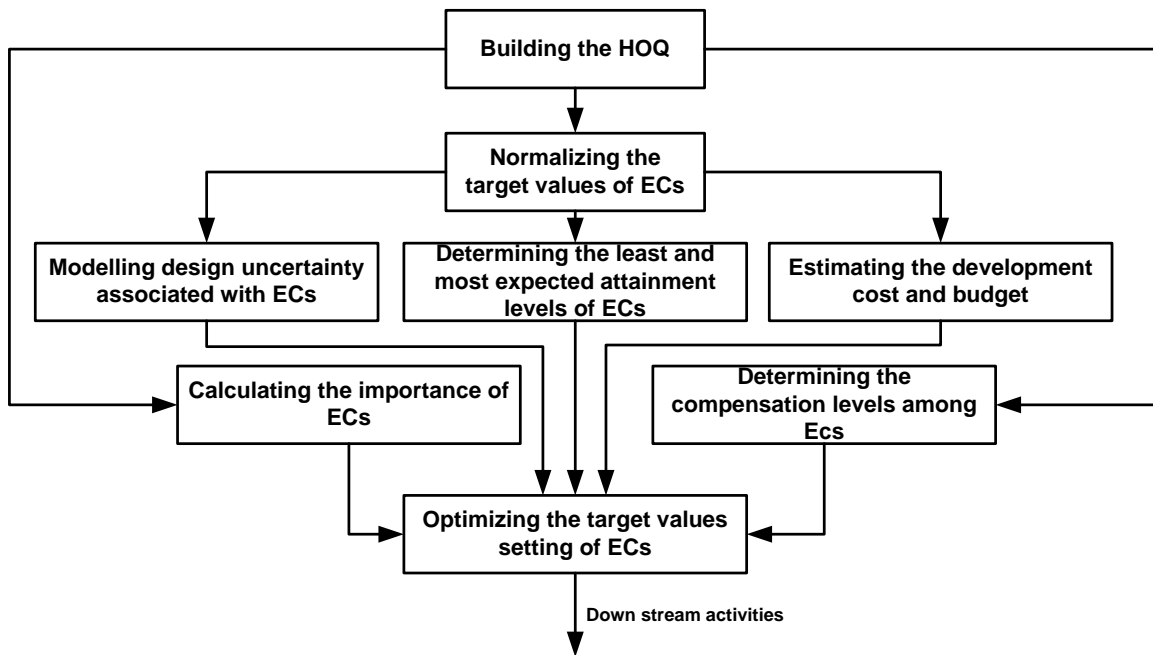 Building the HOQ
Normalizing the
target values of ECs
Modelling design uncertainty
associated with ECs
Determining the least and
most expected attainment
levels of ECs
Estimating the development
cost and budget
Calculating the importance of
ECs
Determining the
compensation levels among
Ecs
Optimizing the target values
setting of ECs
Down stream activities